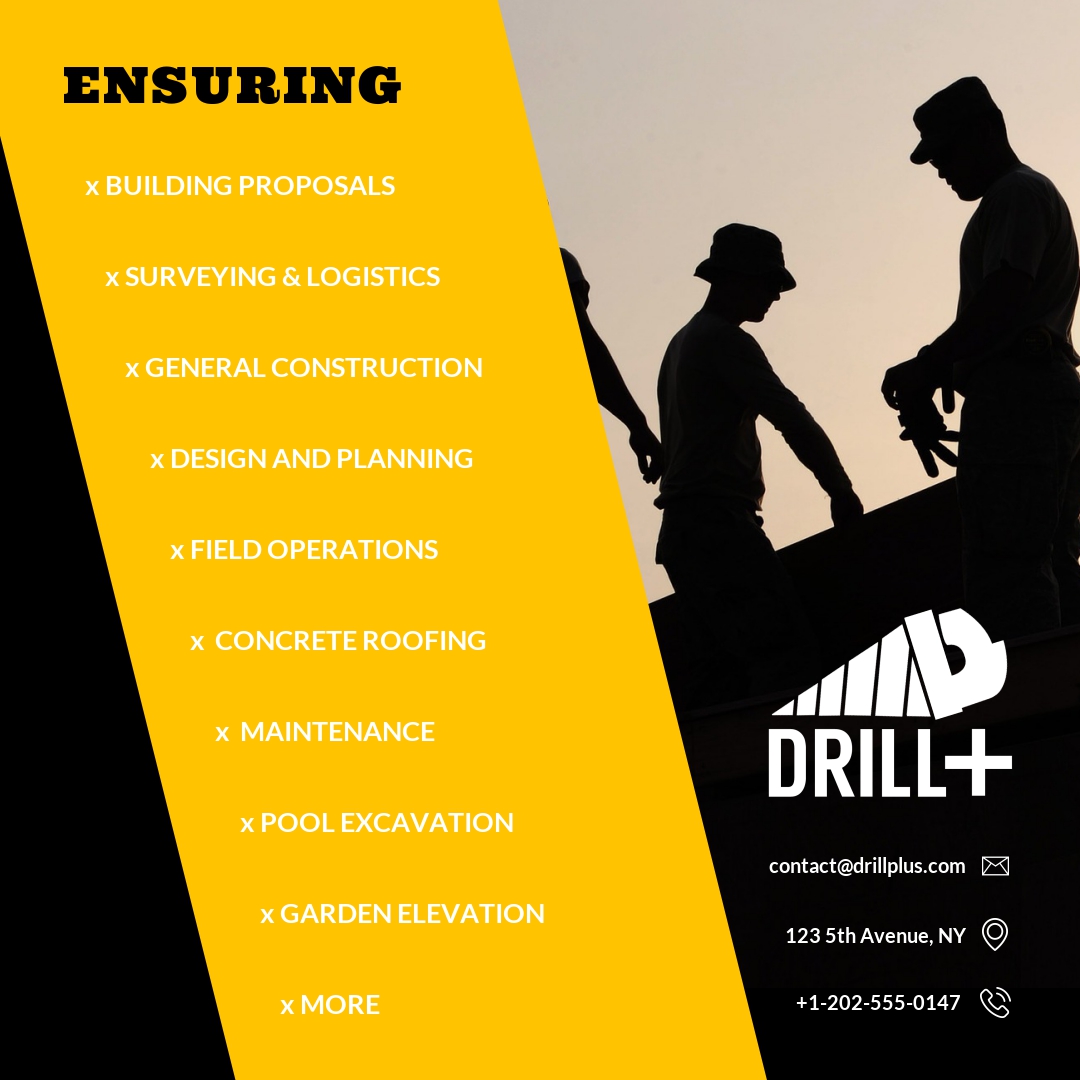 ENSURING
x BUILDING PROPOSALS
x SURVEYING & LOGISTICS
x GENERAL CONSTRUCTION
x DESIGN AND PLANNING
x FIELD OPERATIONS
x CONCRETE ROOFING
x MAINTENANCE
x POOL EXCAVATION
x GARDEN ELEVATION
x MORE
DRILL+
contact@drillplus.com
123 5th Avenue, NY
+1-202-555-0147